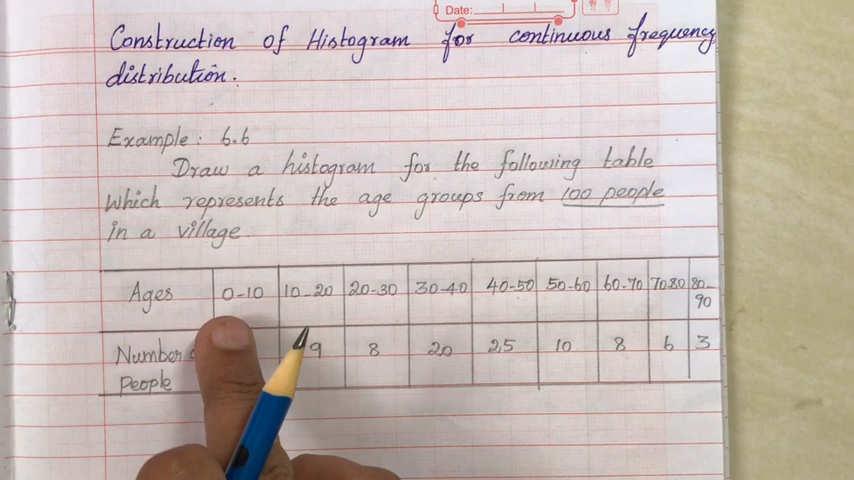 Date:
Construction of Histogram for continuous frequency
distribution.
Example: 6.6
Draw a histogram for the following table
Which represents the age groups from 100 people
in a village
Ages 0-10 10-20 20-30 30-40 40-50 50-60 60-70 70-80 80-90
Number 9 8 20 25 10 8 6 3
People